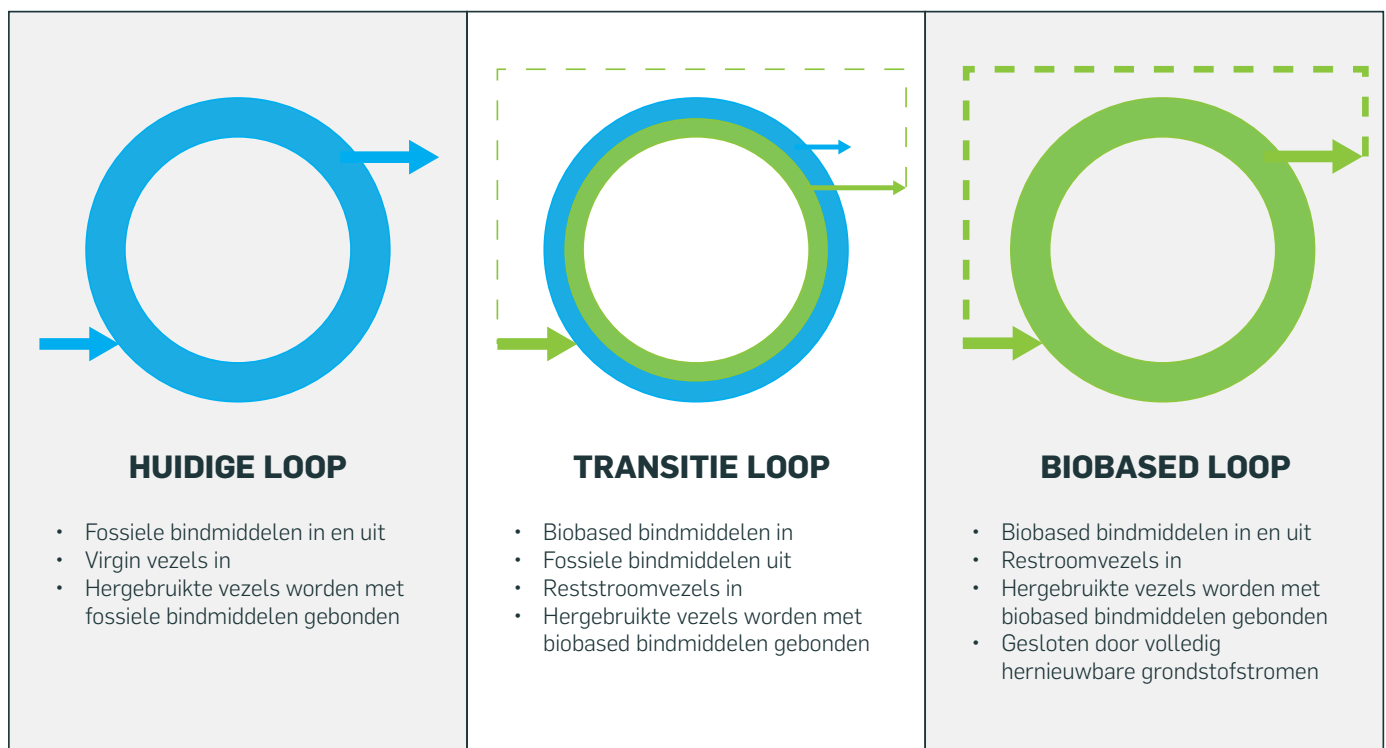 HUIDIGE LOOP
• Fossiele bindmiddelen in en uit
• Virgin vezels in
• Hergebruikte vezels worden met
fossiele bindmiddelen gebonden
TRANSITIE LOOP
• Biobased bindmiddelen in
• Fossiele bindmiddelen uit
• Reststroomvezels in
• Hergebruikte vezels worden met
biobased bindmiddelen gebonden
BIOBASED LOOP
• Biobased bindmiddelen in en uit
• Restroomvezels in
• Hergebruikte vezels worden met
biobased bindmiddelen gebonden
• Gesloten door volledig
hernieuwbare grondstofstromen